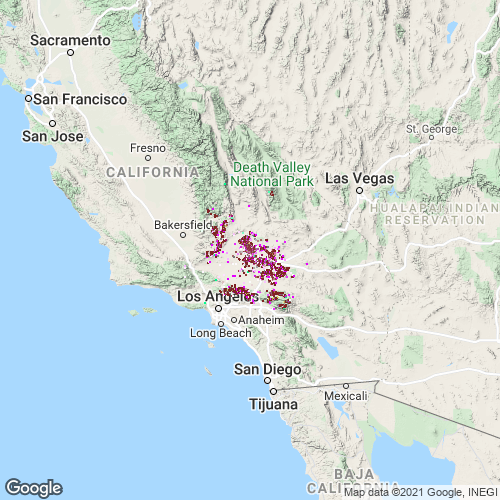 Sacramento
San Francisco
San Jose
Fresno
CALIFORNIA
St. George
Death Valley
National Park
Las Vegas
HUALAPAI INDIAN
RESERVATION
Bakersfield
Los Angeles
Anaheim
Long Beach
San Diego
Tijuana
Mexicali
BAJA
CALIFORNIA
Google
Map data ©2021 Google, INEGI